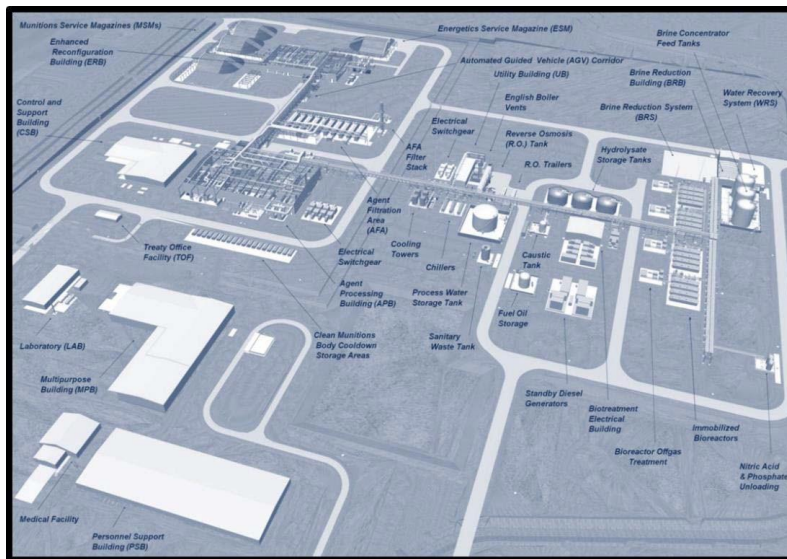 Munitions Service Magazines (MSMs)
Enhanced
Reconfiguration
Building (ERB)
Control and
Support
Building
(CSB)
Energetics Service Magazine (ESM)
Automated Guided Vehicle (AGV) Corridor
Utility Building (UB)
English Boiler
Vents
Electrical
Switchgear
Reverse Osmosis
(R.O.) Tank
R.O. Trailers
Brine Concentrator
Feed Tanks
Brine Reduction
Building (BRB)
Water Recovery
System (WRS)
Brine Reduction System
(BRS)
Hydrolysate
Storage Tanks
AFA
Filter
Stack
Agent
Filtration
Area
(AFA)
Electrical
Switchgear
Agent
Processing
Building (APB)
Cooling
Towers
Chillers
Process Water
Storage Tank
Caustic
Tank
Fuel Oil
Storage
Sanitary
Waste Tank
Treaty Office
Facility (TOF)
Laboratory (LAB)
Multipurpose
Building (MPB)
Clean Munitions
Body Cooldown
Storage Areas
Standby Diesel
Generators
Biotreatment
Electrical
Building
Bioreactor Offgas
Treatment
Immobilized
Bioreactors
Nitric Acid
& Phosphate
Unloading
Medical Facility
Personnel Support
Building (PSB)